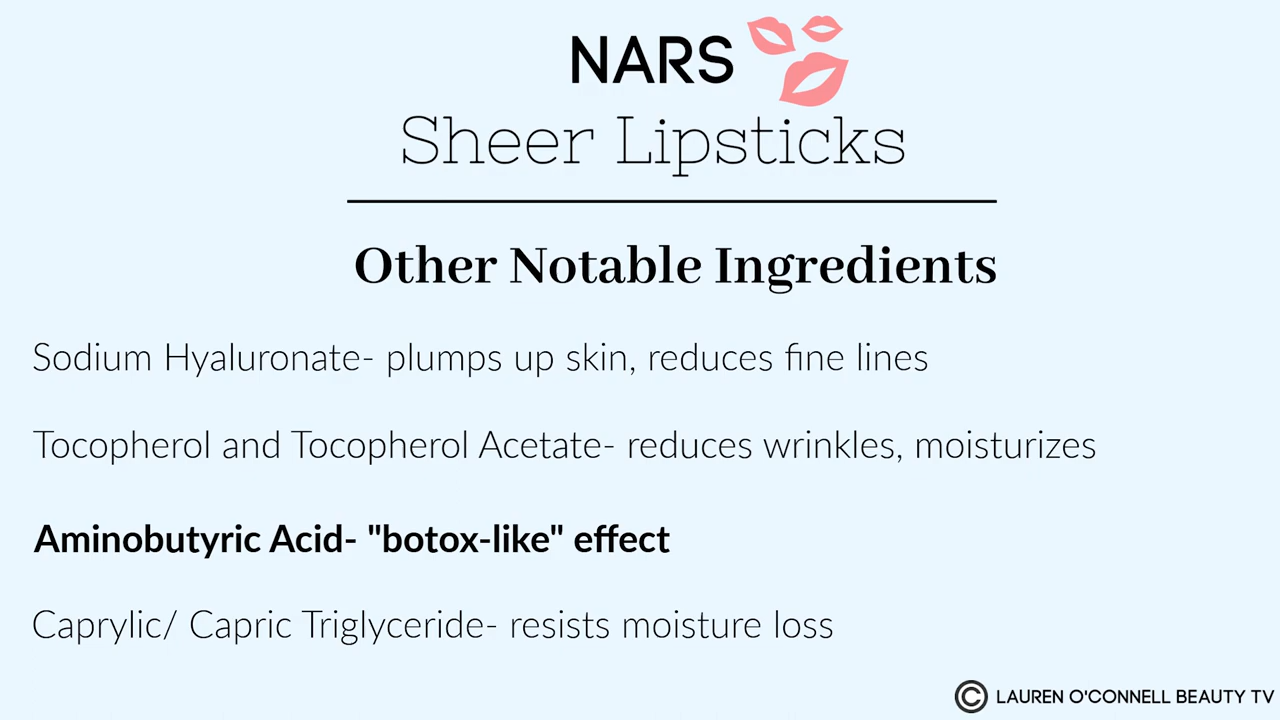 NARS
Sheer Lipsticks
Other Notable Ingredients
Sodium Hyaluronate- plumps up skin, reduces fine lines
Tocopherol and Tocopherol Acetate- reduces wrinkles, moisturizes
Aminobutyric Acid- "botox-like" effect
Caprylic/ Capric Triglyceride- resists moisture loss
© LAUREN O'CONNELL BEAUTY TV